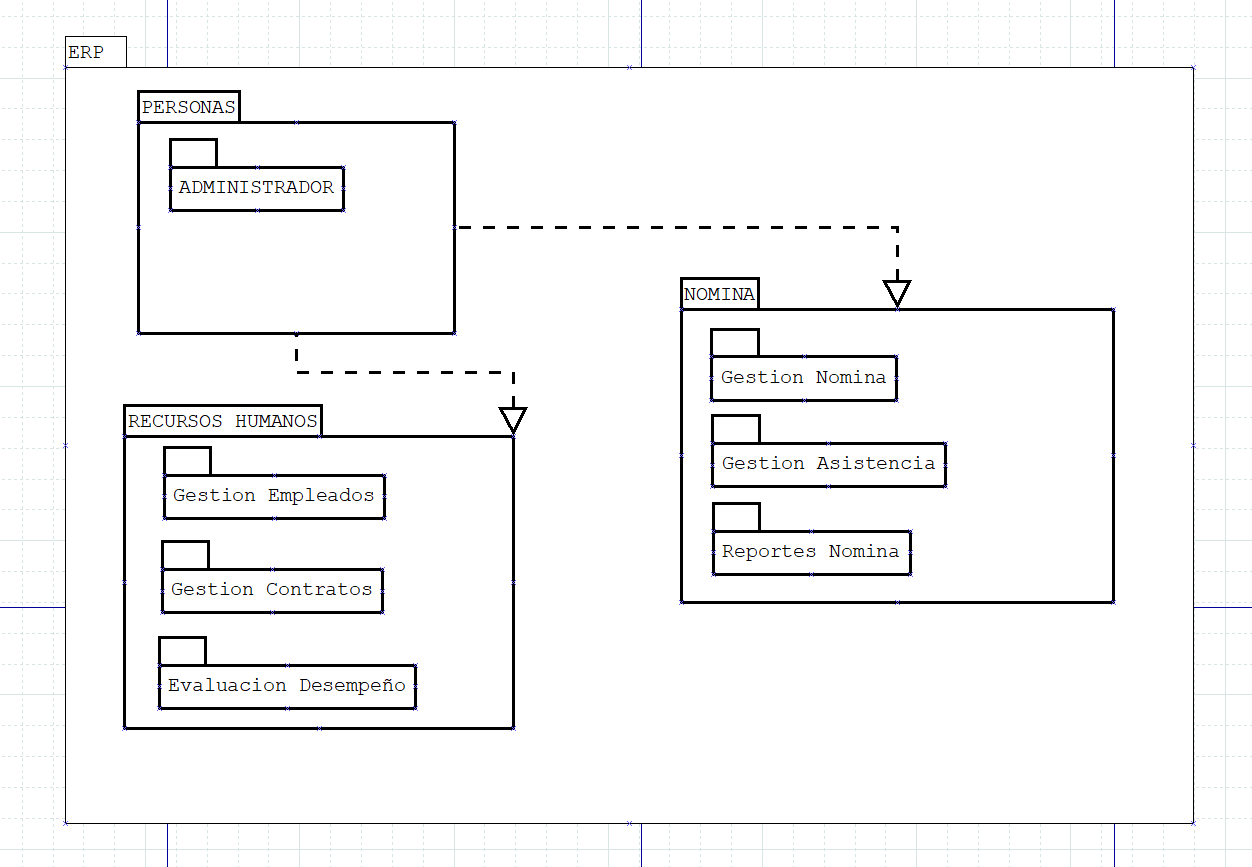 ERP
PERSONAS
ADMINISTRADOR
NOMINA
Gestion Nomina
Gestion Asistencia
Reportes Nomina
RECURSOS HUMANOS
Gestion Empleados
Gestion Contratos
Evaluacion Desempeño